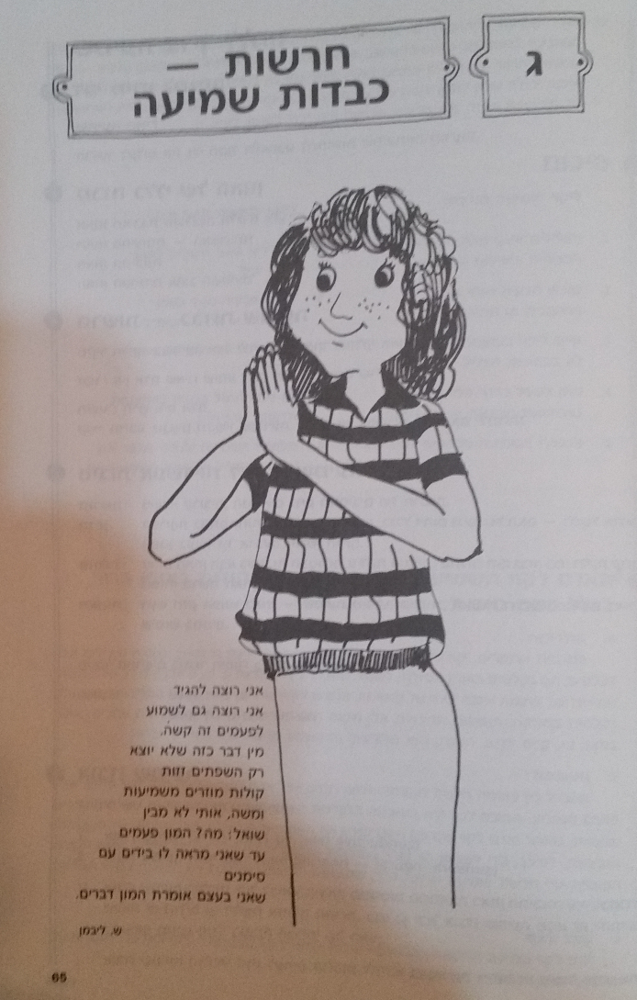 ג
חרשות —
כבדות שמיעה
אני רוצה להגיד
אני רוצה גם לשמוע
לפעמים זה קשה.
מין דבר כזה שלא יוצא
רק השפתים זזות
קולות מוזרים משמיעות
ומשה, אותי לא מבין
שואל: מה? המון פעמים
עד שאני מראה לו בידים עם
סימנים
שאני בעצם אומרת המון דברים.
ש. ליבמן
65